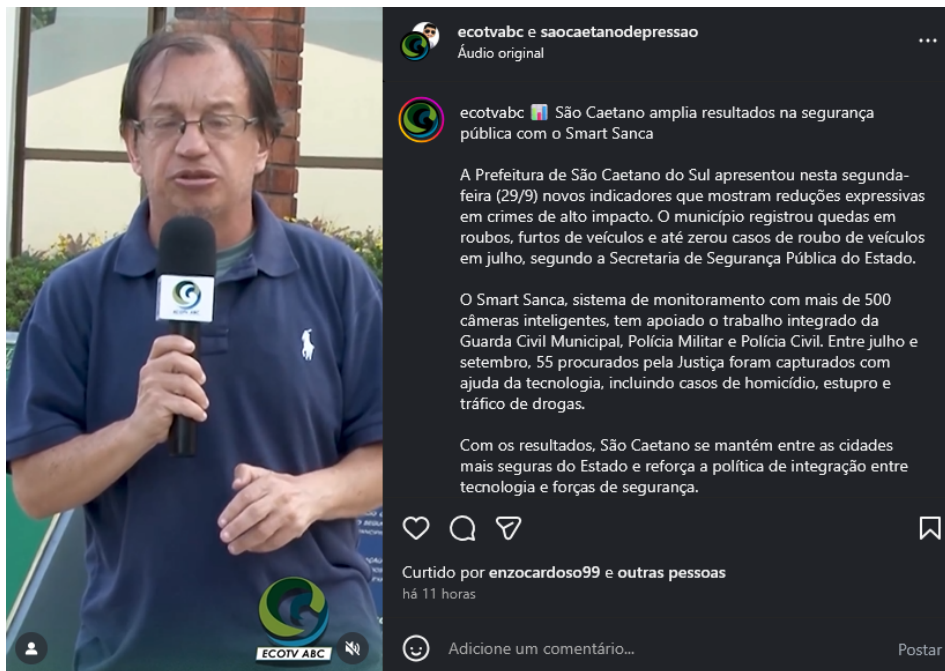 ecotvabc e saocaetanodepressao
Áudio original
ecotvabc 📊 São Caetano amplia resultados na segurança
pública com o Smart Sanca
A Prefeitura de São Caetano do Sul apresentou nesta segunda-
feira (29/9) novos indicadores que mostram reduções expressivas
em crimes de alto impacto. O município registrou quedas em
roubos, furtos de veículos e até zerou casos de roubo de veículos
em julho, segundo a Secretaria de Segurança Pública do Estado.
O Smart Sanca, sistema de monitoramento com mais de 500
câmeras inteligentes, tem apoiado o trabalho integrado da
Guarda Civil Municipal, Polícia Militar e Polícia Civil. Entre julho e
setembro, 55 procurados pela Justiça foram capturados com
ajuda da tecnologia, incluindo casos de homicídio, estupro e
tráfico de drogas.
Com os resultados, São Caetano se mantém entre as cidades
mais seguras do Estado e reforça a política de integração entre
tecnologia e forças de segurança.
Curtido por enzocardoso99 e outras pessoas
há 11 horas
Adicione um comentário...
Postar
ECOTV ABC
ECOTV ABC